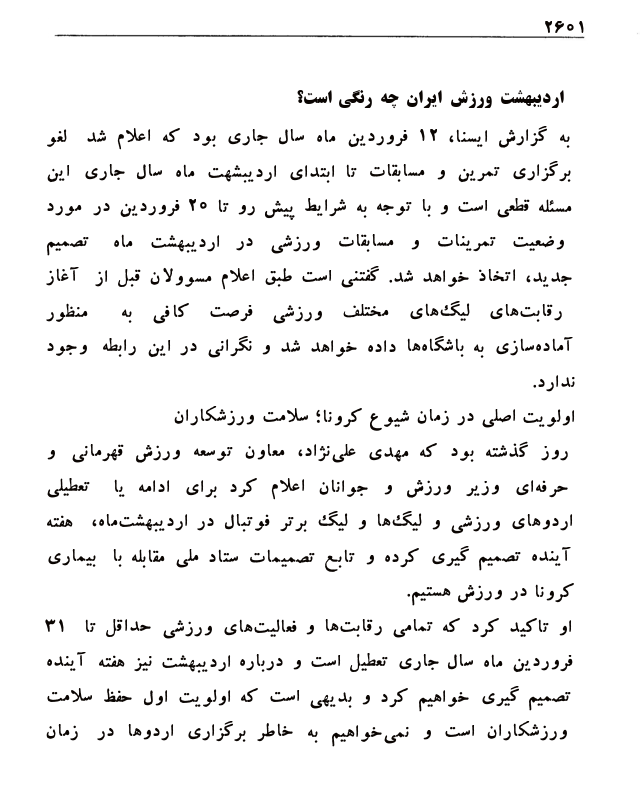 ۲۶۰۱
اردیبهشت ورزش ایران چه رنگی است؟
به گزارش ایسنا، ۱۲ فروردین ماه سال جاری بود که اعلام شد لغو
برگزاری تمرین و مسابقات تا ابتدای اردیبشهت ماه سال جاری این
مسئله قطعی است و با توجه به شرایط پیش رو تا ۲۵ فروردین در مورد
وضعیت تمرینات و مسابقات ورزشی در اردیبهشت ماه تصمیم
جدید، اتخاذ خواهد شد. گفتنی است طبق اعلام مسوولان قبل از آغاز
رقابت‌های لیگ‌های مختلف ورزشی فرصت کافی به منظور
آماده‌سازی به باشگاه‌ها داده خواهد شد و نگرانی در این رابطه وجود
ندارد.
اولویت اصلی در زمان شیوع کرونا؛ سلامت ورزشکاران
روز گذشته بود که مهدی علی‌نژاد، معاون توسعه ورزش قهرمانی و
حرفه‌ای وزیر ورزش و جوانان اعلام کرد برای ادامه یا تعطیلی
اردوهای ورزشی و لیگ‌ها و لیگ برتر فوتبال در اردیبهشت‌ماه، هفته
آینده تصمیم گیری کرده و تابع تصمیمات ستاد ملی مقابله با بیماری
کرونا در ورزش هستیم.
او تاکید کرد که تمامی رقابت‌ها و فعالیت‌های ورزشی حداقل تا ۳۱
فروردین ماه سال جاری تعطیل است و درباره اردیبهشت نیز هفته آینده
تصمیم گیری خواهیم کرد و بدیهی است که اولویت اول حفظ سلامت
ورزشکاران است و نمی‌خواهیم به خاطر برگزاری اردوها در زمان